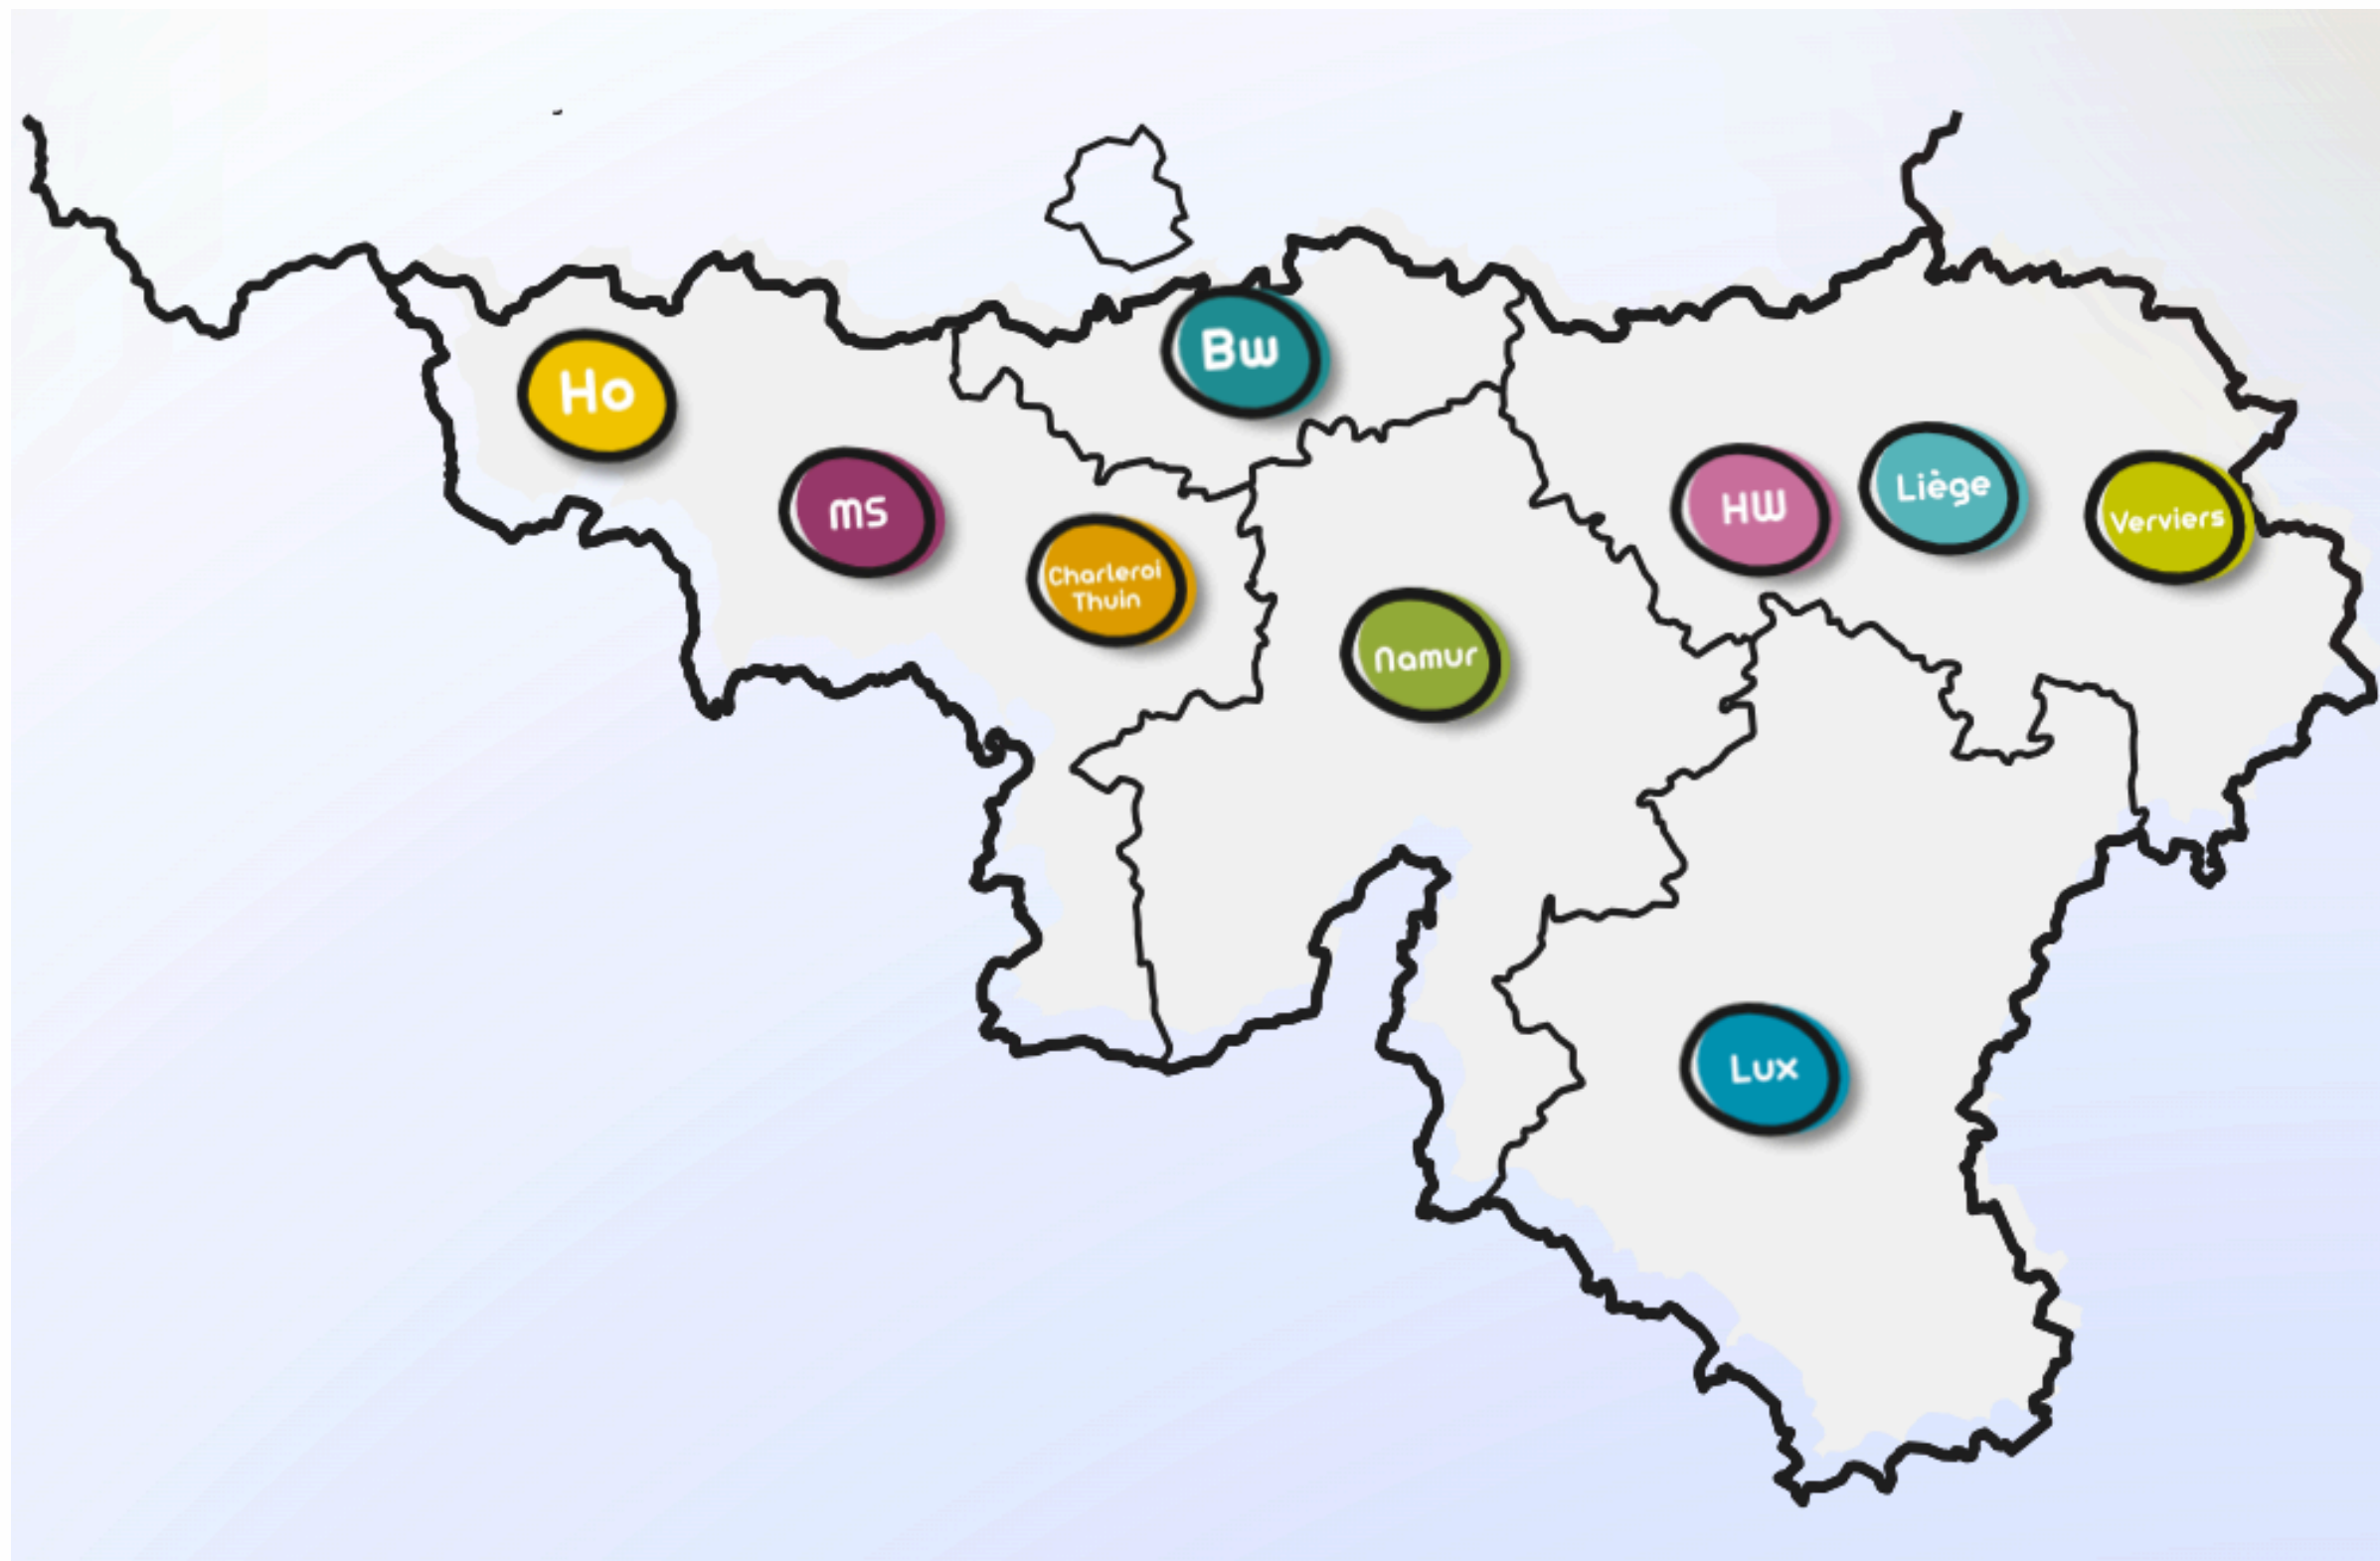 Bw
Ho
MS
HW
Liège
Verviers
Charleroi
Thuin
Namur
Lux